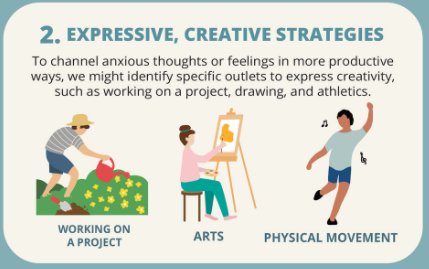 2. EXPRESSIVE, CREATIVE STRATEGIES
To channel anxious thoughts or feelings in more productive
ways, we might identify specific outlets to express creativity,
such as working on a project, drawing, and athletics.
WORKING ON
A PROJECT
ARTS
PHYSICAL MOVEMENT